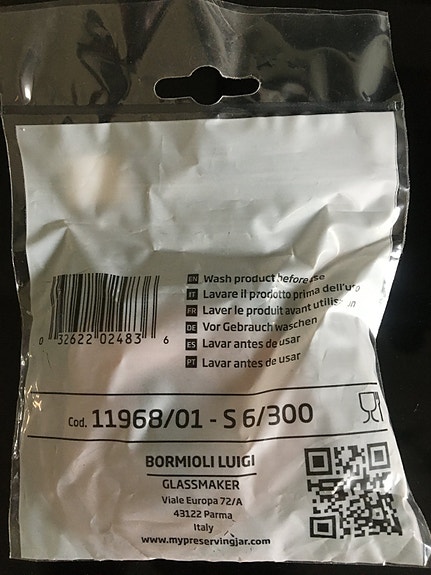 EN Wash product before use
IT Lavare il prodotto prima dell'uso
FR Laver le produit avant utilisation
DE Vor Gebrauch waschen
ES Lavar antes de usar
PT Lavar antes de usar
0 32622 02483 6
Cod. 11968/01 - S 6/300
BORMIOLI LUIGI
GLASSMAKER
Viale Europa 72/A
43122 Parma
Italy
www.mypreservingjar.com